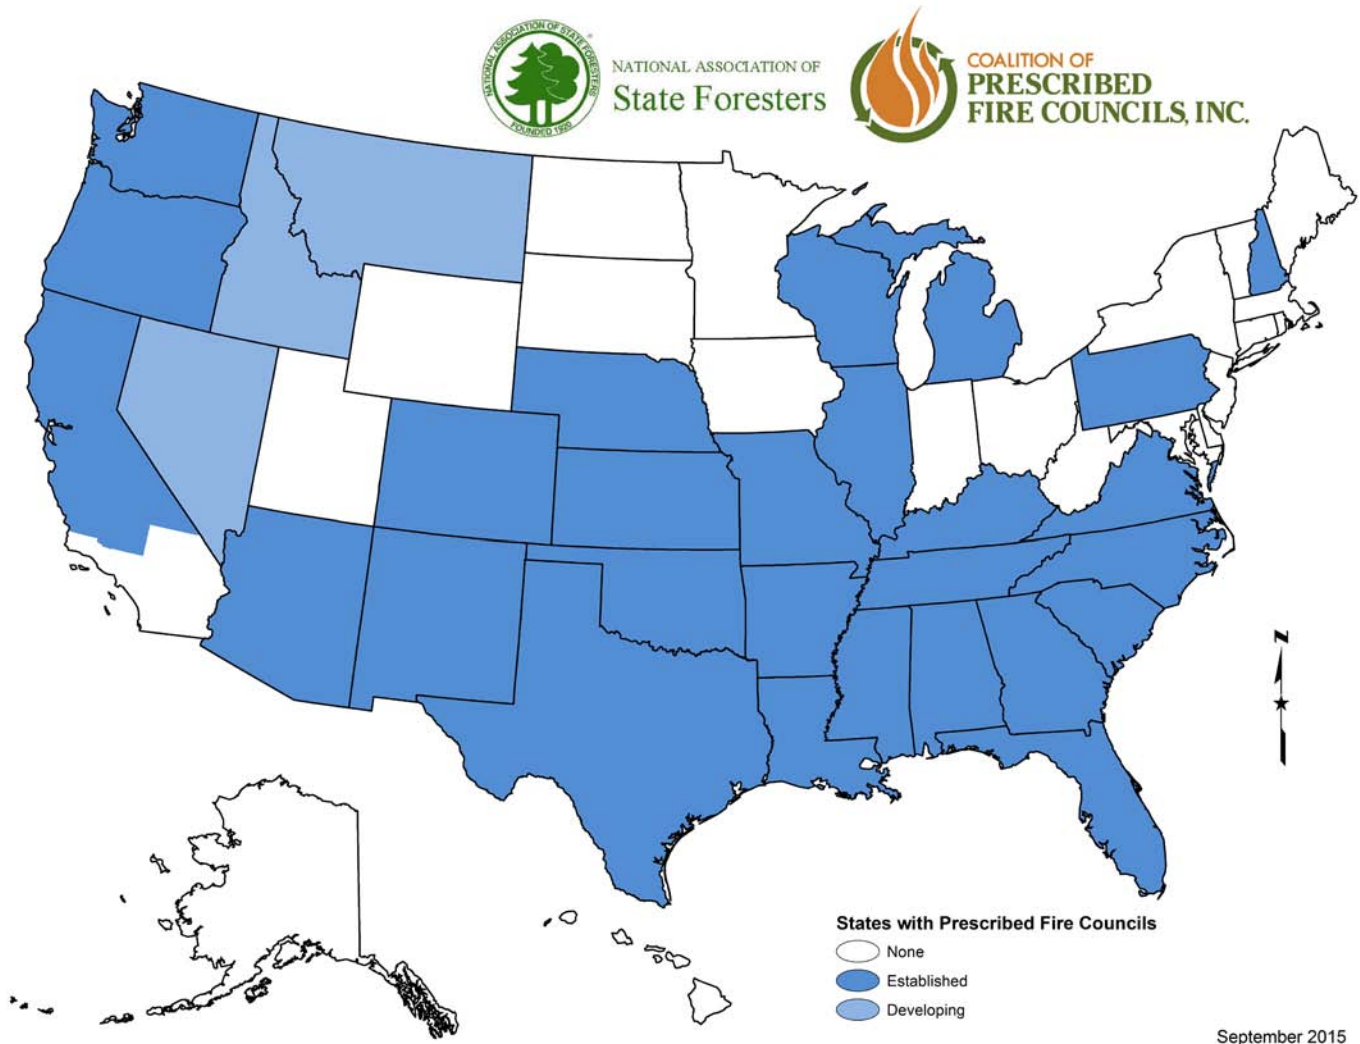 NATIONAL ASSOCIATION OF STATE FORESTERS
FOUNDED 1920
NATIONAL ASSOCIATION OF
State Foresters
COALITION OF
PRESCRIBED
FIRE COUNCILS, INC.
N
States with Prescribed Fire Councils
None
Established
Developing
September 2015